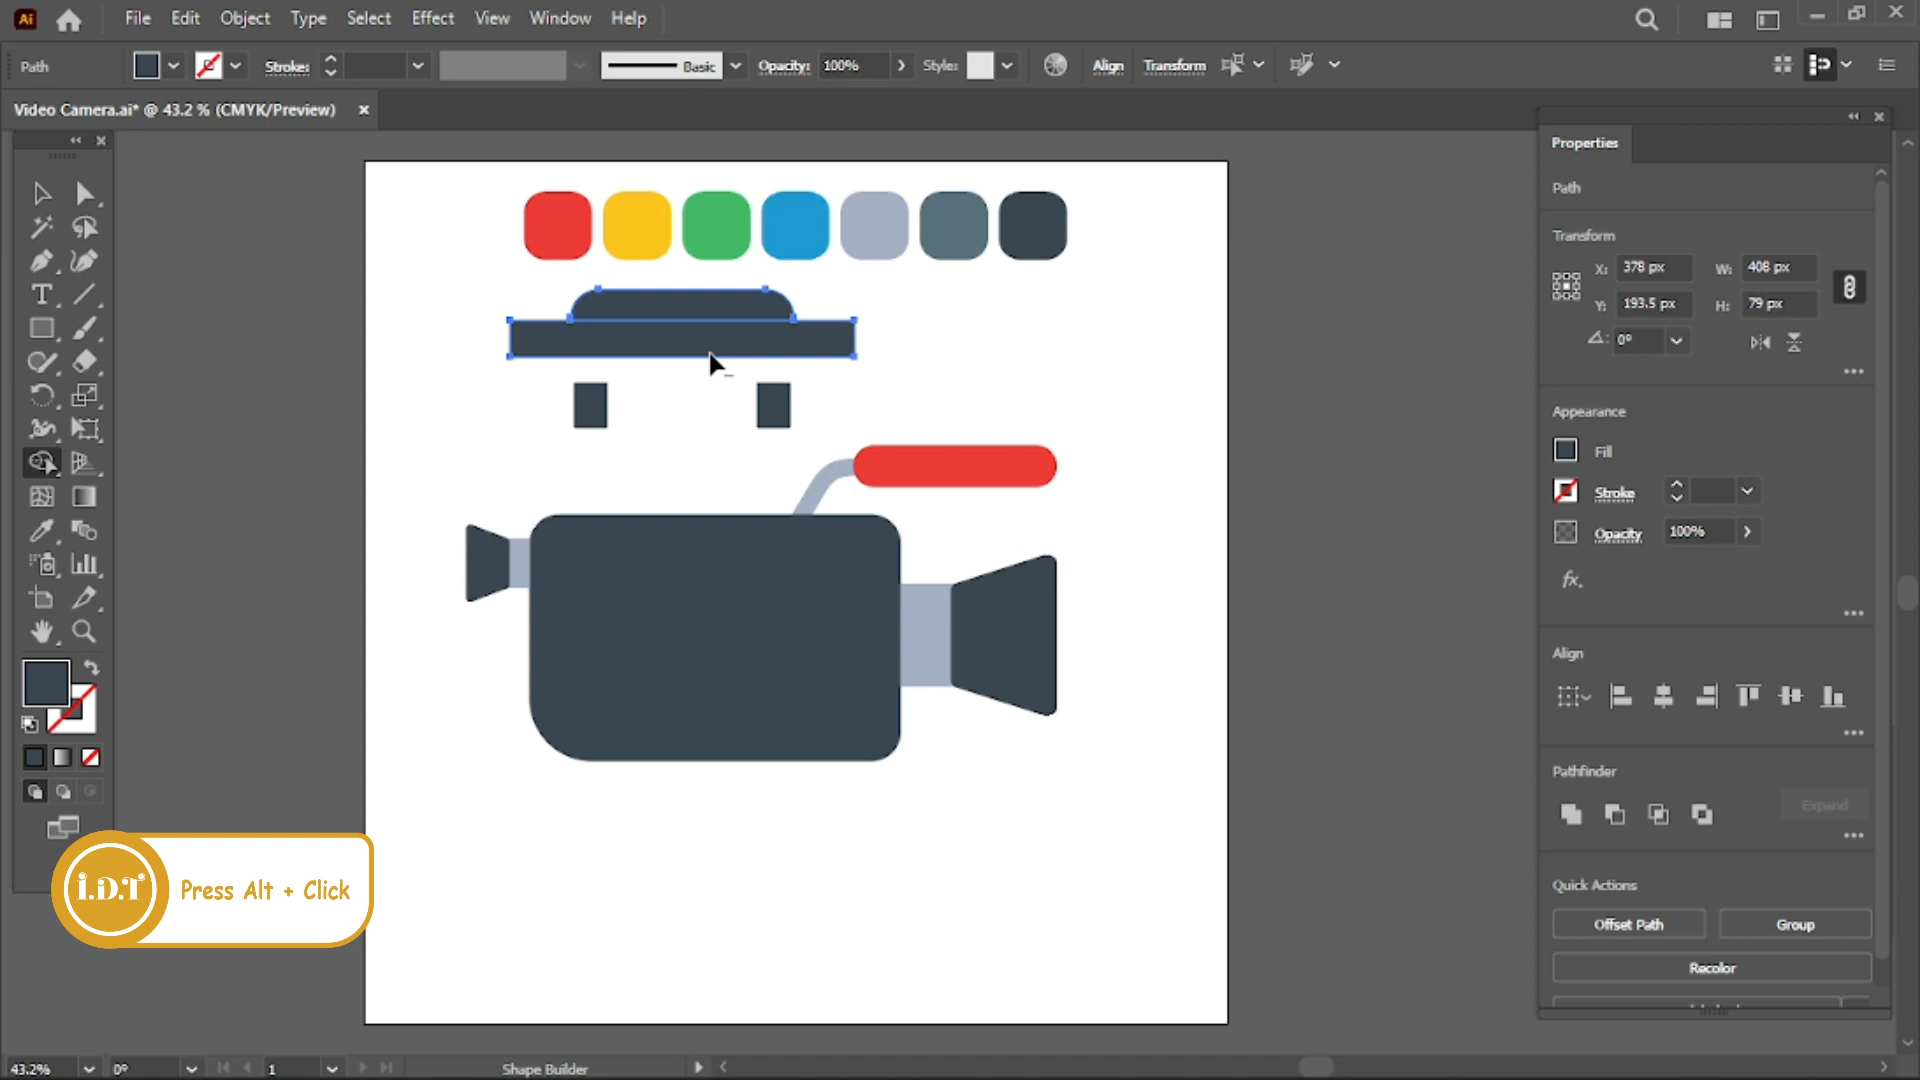 Ai File Edit Object Type Select Effect View Window Help
Path Stroke: Basic Opacity: 100% Style: Align Transform
Video Camera.ai* @ 43.2 % (CMYK/Preview)
Properties
Path
Transform
X: 378 px W: 408 px
Y: 193.5 px H: 79 px
0°
Appearance
Fill
Stroke
Opacity 100%
fx.
Align
Pathfinder
Expand
Quick Actions
Offset Path Group
Recolor
i.D.T Press Alt + Click
43.2% 0° 1 Shape Builder